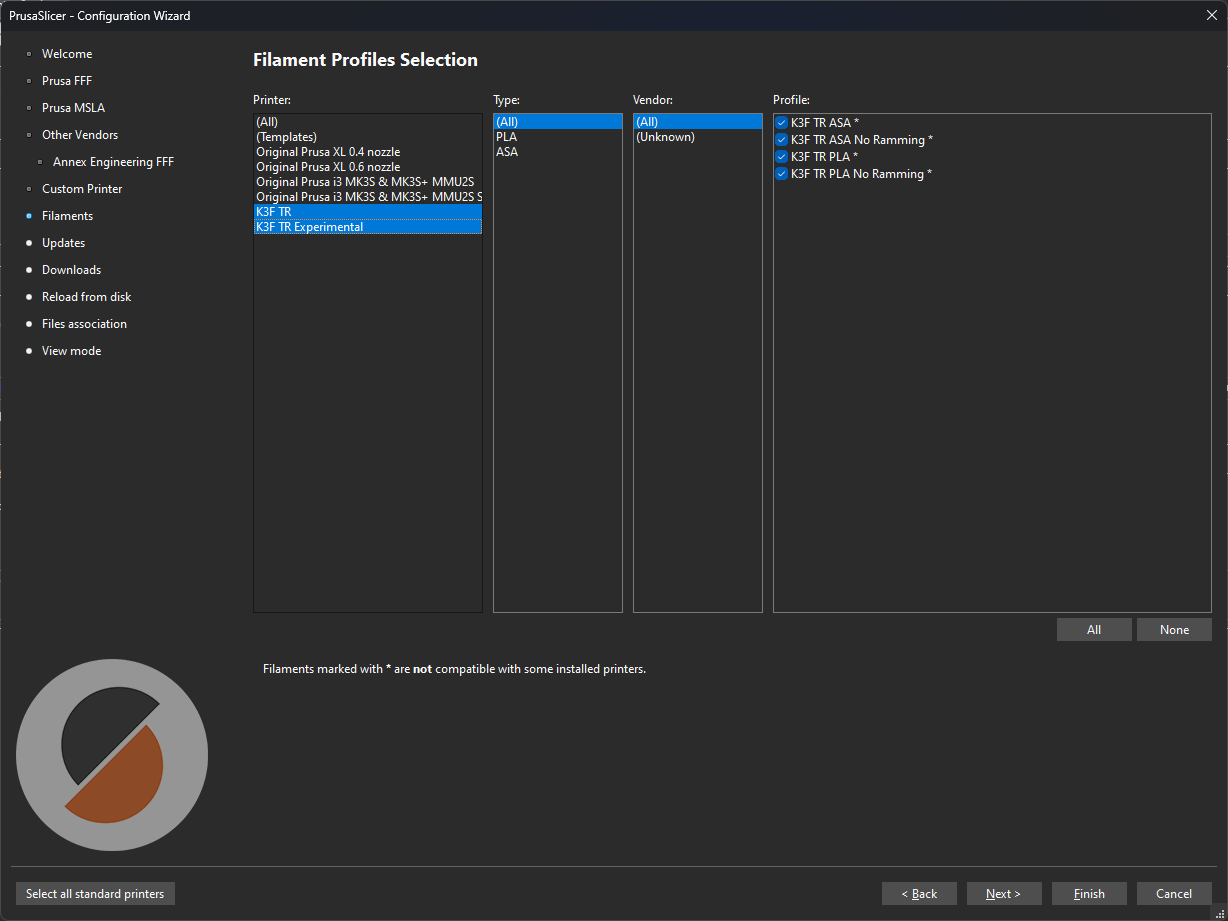 PrusaSlicer - Configuration Wizard
Welcome
Prusa FFF
Prusa MSLA
Other Vendors
Annex Engineering FFF
Custom Printer
Filaments
Updates
Downloads
Reload from disk
Files association
View mode
Filament Profiles Selection
Printer:
(All)
(Templates)
Original Prusa XL 0.4 nozzle
Original Prusa XL 0.6 nozzle
Original Prusa i3 MK3S & MK3S+ MMU2S
Original Prusa i3 MK3S & MK3S+ MMU2S S
K3F TR
K3F TR Experimental
Type:
(All)
PLA
ASA
Vendor:
(All)
(Unknown)
Profile:
K3F TR ASA *
K3F TR ASA No Ramming *
K3F TR PLA *
K3F TR PLA No Ramming *
All
None
Filaments marked with * are not compatible with some installed printers.
Select all standard printers
< Back
Next >
Finish
Cancel